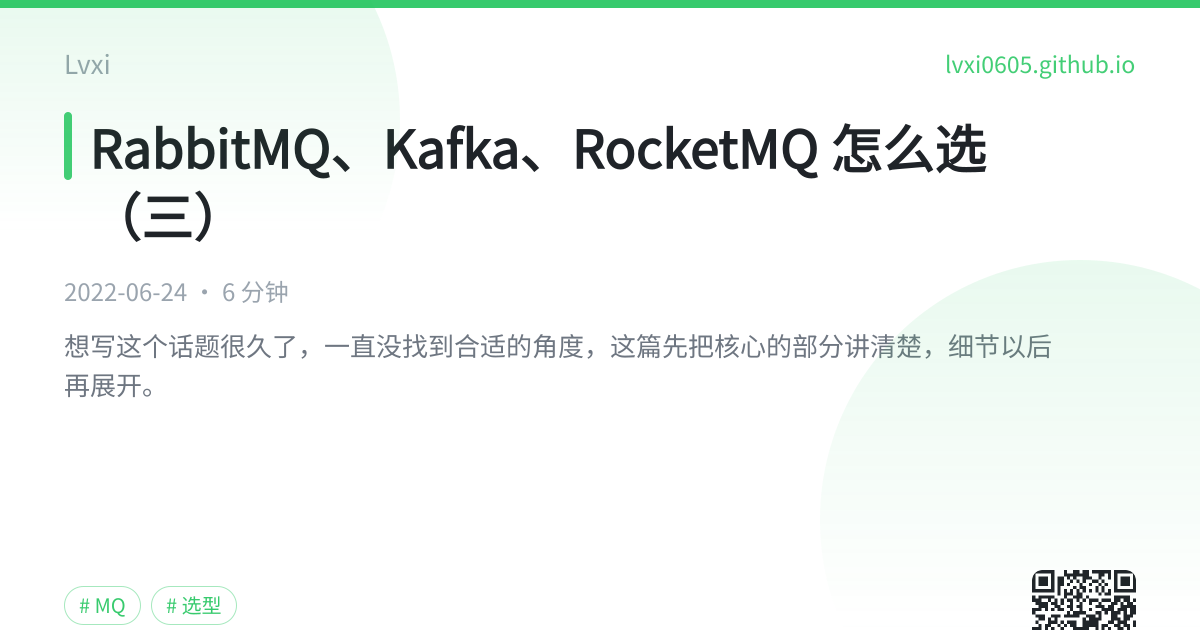 Lvxi
lvxi0605.github.io
RabbitMQ、Kafka、RocketMQ 怎么选
（三）
2022-06-24 · 6 分钟
想写这个话题很久了，一直没找到合适的角度，这篇先把核心的部分讲清楚，细节以后
再展开。
# MQ
# 选型